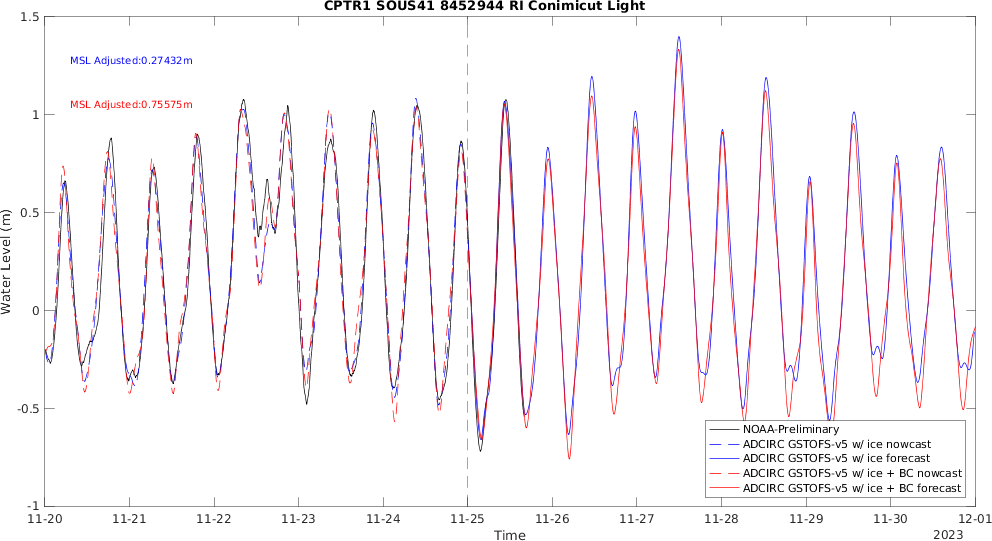 CPTR1 SOUS41 8452944 RI Conimicut Light
1.5
MSL Adjusted:0.27432m
MSL Adjusted:0.75575m
1
0.5
Water Level (m)
0
-0.5
NOAA-Preliminary
ADCIRC GSTOFS-v5 w/ ice nowcast
ADCIRC GSTOFS-v5 w/ ice forecast
ADCIRC GSTOFS-v5 w/ ice + BC nowcast
ADCIRC GSTOFS-v5 w/ ice + BC forecast
-1
11-20 11-21 11-22 11-23 11-24 11-25 11-26 11-27 11-28 11-29 11-30 12-01
Time
2023